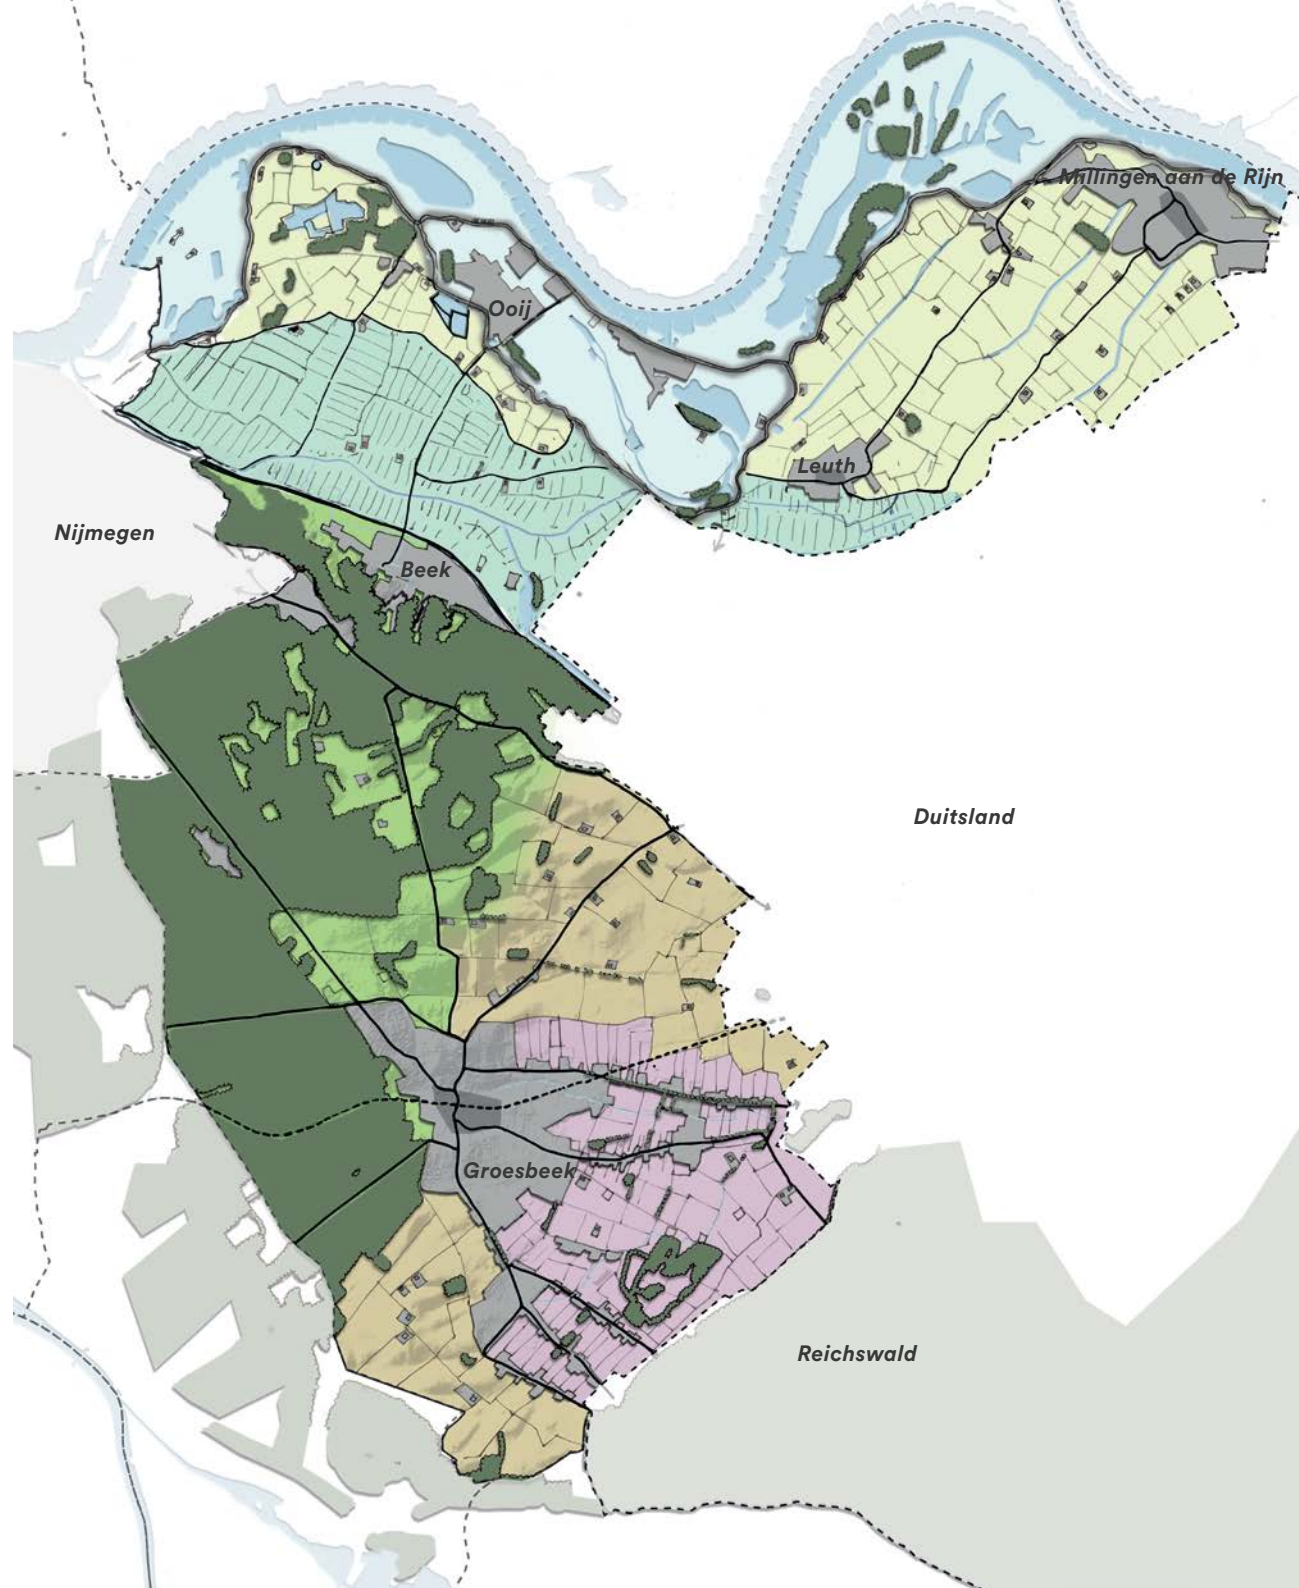 Millingen aan de Rijn
Ooij
Leuth
Nijmegen
Beek
Duitsland
Groesbeek
Reichswald